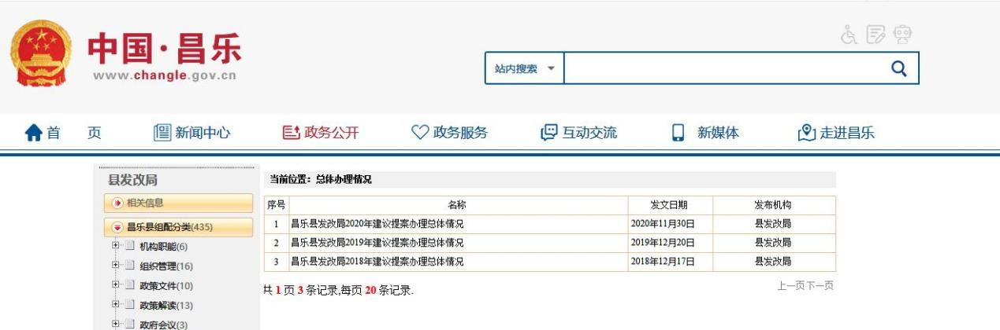 中国·昌乐
www.changle.gov.cn
站内搜索
首 页 新闻中心 政务公开 政务服务 互动交流 新媒体 走进昌乐
县发改局
相关信息
昌乐县组配分类(435)
机构职能(6)
组织管理(16)
政策文件(10)
政策解读(13)
政府会议(3)
当前位置：总体办理情况
序号 名称 发文日期 发布机构
1 昌乐县发改局2020年建议提案办理总体情况 2020年11月30日 县发改局
2 昌乐县发改局2019年建议提案办理总体情况 2019年12月20日 县发改局
3 昌乐县发改局2018年建议提案办理总体情况 2018年12月17日 县发改局
共 1 页 3 条记录,每页 20 条记录.
上一页下一页